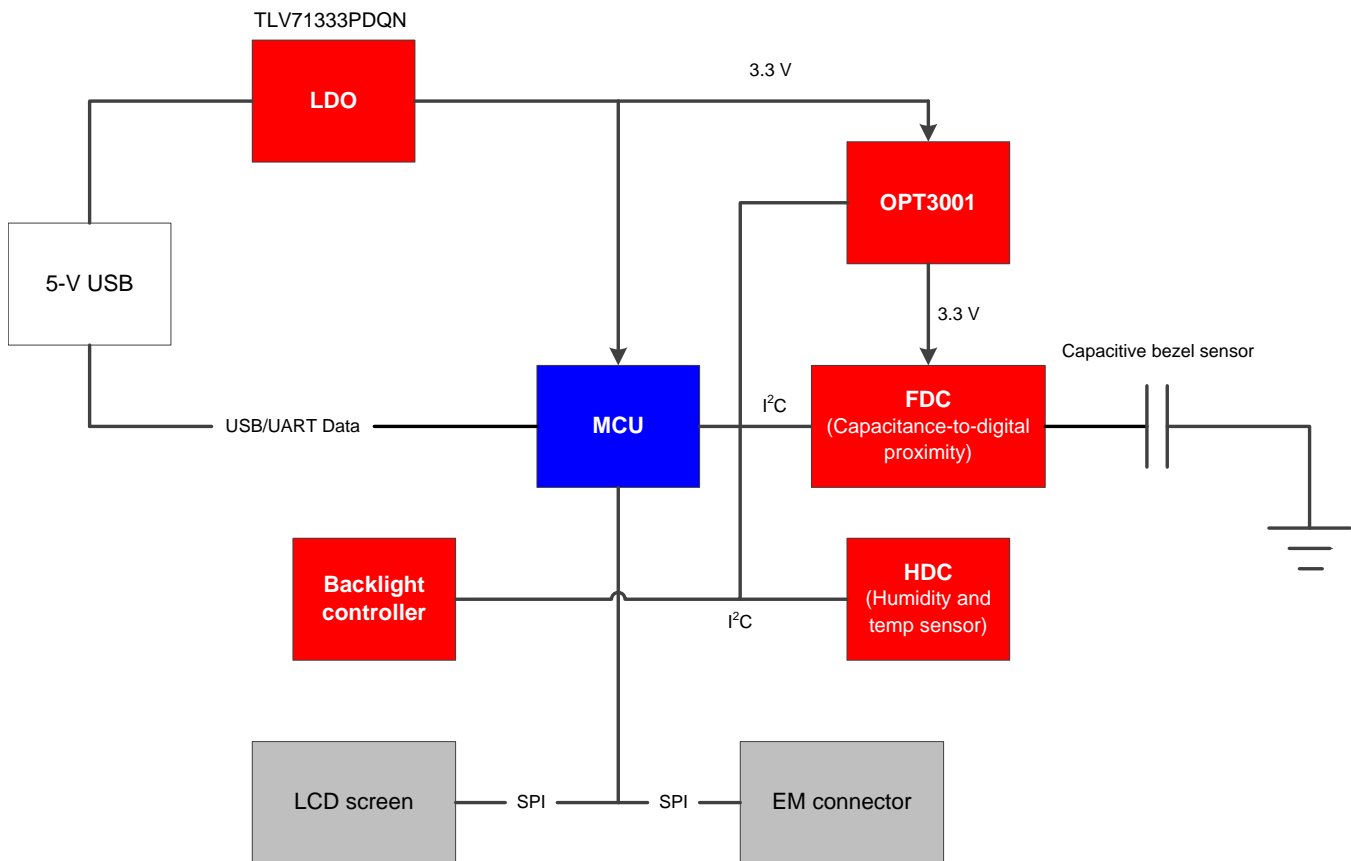 TLV71333PDQN
LDO
3.3 V
OPT3001
5-V USB
3.3 V
Capacitive bezel sensor
USB/UART Data
MCU
I²C
FDC
(Capacitance-to-digital
proximity)
Backlight
controller
I²C
HDC
(Humidity and
temp sensor)
LCD screen
SPI
SPI
EM connector